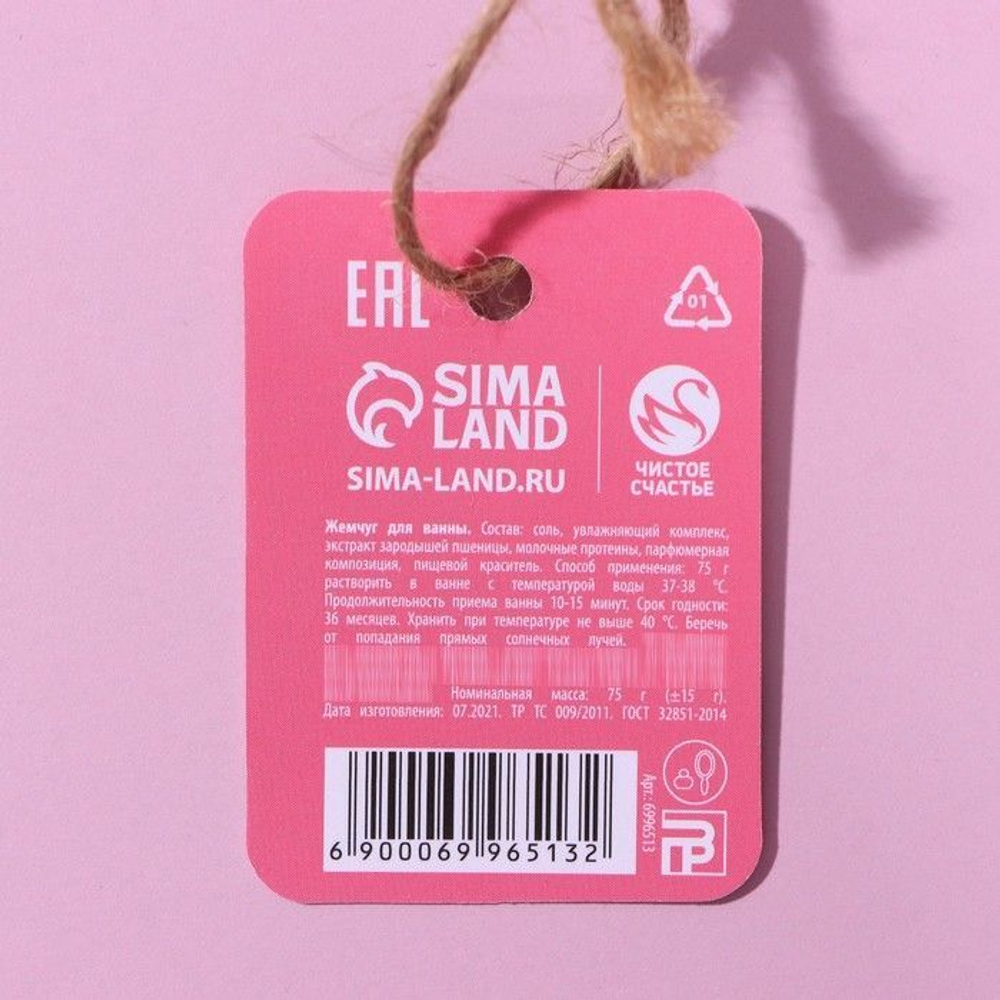 EAC
01
SIMA
LAND
SIMA-LAND.RU
ЧИСТОЕ
СЧАСТЬЕ
Жемчуг для ванны. Состав: соль, увлажняющий комплекс,
экстракт зародышей пшеницы, молочные протеины, парфюмерная
композиция, пищевой краситель. Способ применения: 75 г
растворить в ванне с температурой воды 37-38 °С.
Продолжительность приема ванны 10-15 минут. Срок годности:
36 месяцев. Хранить при температуре не выше 40 °С. Беречь
от попадания прямых солнечных лучей.
Номинальная масса: 75 г (±15 г).
Дата изготовления: 07.2021. ТР ТС 009/2011. ГОСТ 32851-2014
6 900069 965132
Арт.: 6996513